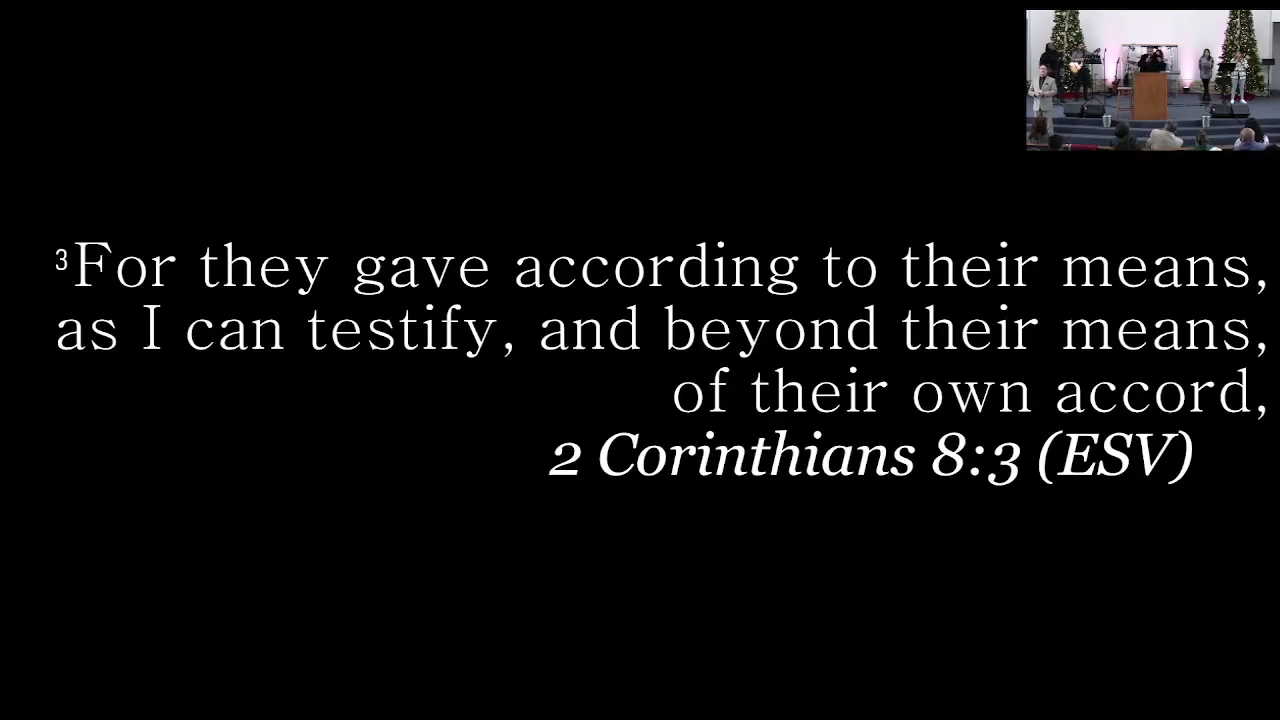 ³For they gave according to their means,
as I can testify, and beyond their means,
of their own accord,
2 Corinthians 8:3 (ESV)